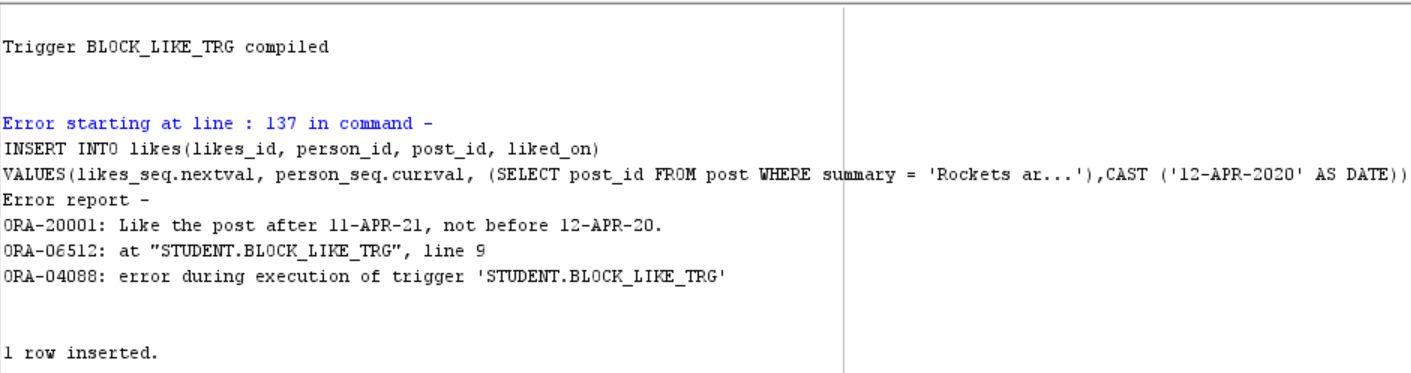 Trigger BLOCK_LIKE_TRG compiled
Error starting at line : 137 in command -
INSERT INTO likes(likes_id, person_id, post_id, liked_on)
VALUES(likes_seq.nextval, person_seq.currval, (SELECT post_id FROM post WHERE summary = 'Rockets ar...'),CAST ('12-APR-2020' AS DATE))
Error report -
ORA-20001: Like the post after 11-APR-21, not before 12-APR-20.
ORA-06512: at "STUDENT.BLOCK_LIKE_TRG", line 9
ORA-04088: error during execution of trigger 'STUDENT.BLOCK_LIKE_TRG'
1 row inserted.